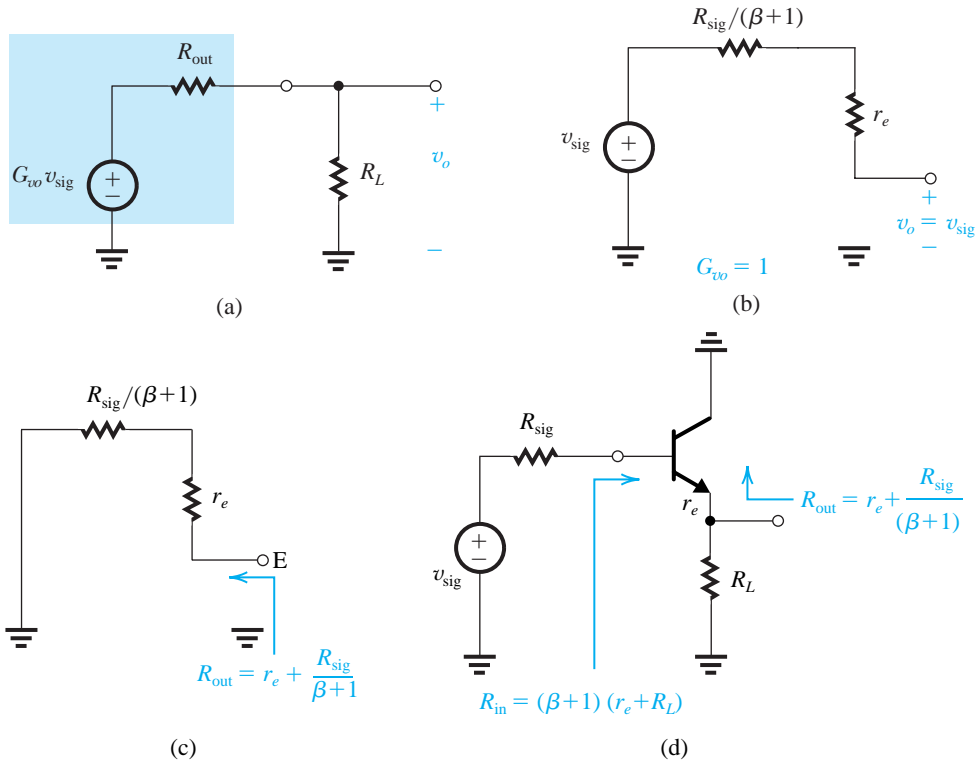 R_out
G_vo v_sig
+
−
R_L
+
v_o
−
(a)
R_sig/(β+1)
v_sig
+
−
r_e
+
v_o = v_sig
−
G_vo = 1
(b)
R_sig/(β+1)
r_e
E
R_out = r_e + R_sig/β+1
(c)
R_sig
v_sig
+
−
r_e
R_out = r_e + R_sig/(β+1)
R_L
R_in = (β+1) (r_e+R_L)
(d)